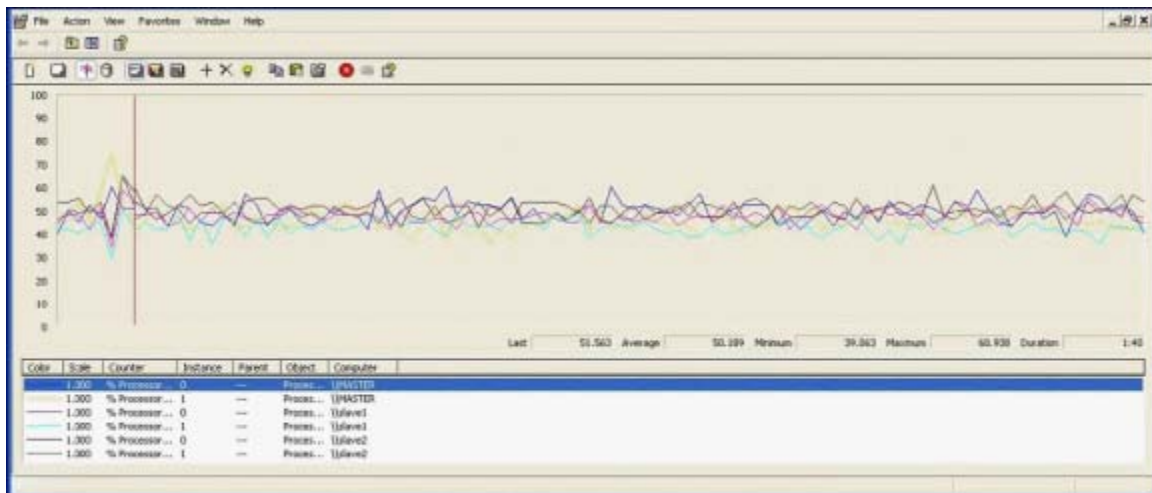 File Action View Favorites Window Help
100
90
80
70
60
50
40
30
20
10
0
Last 51.563 Average 50.189 Minimum 39.063 Maximum 60.938 Duration 1:40
Color Scale Counter Instance Parent Object Computer
1.000 % Processor... 0 --- Proces... \\MASTER
1.000 % Processor... 1 --- Proces... \\MASTER
1.000 % Processor... 0 --- Proces... \\slave1
1.000 % Processor... 1 --- Proces... \\slave1
1.000 % Processor... 0 --- Proces... \\slave2
1.000 % Processor... 1 --- Proces... \\slave2